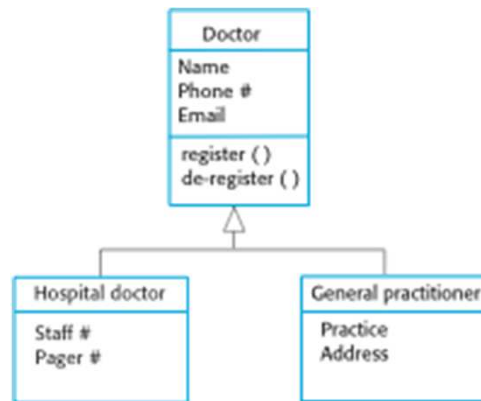 Doctor
Name
Phone #
Email
register ( )
de-register ( )
Hospital doctor
Staff #
Pager #
General practitioner
Practice
Address